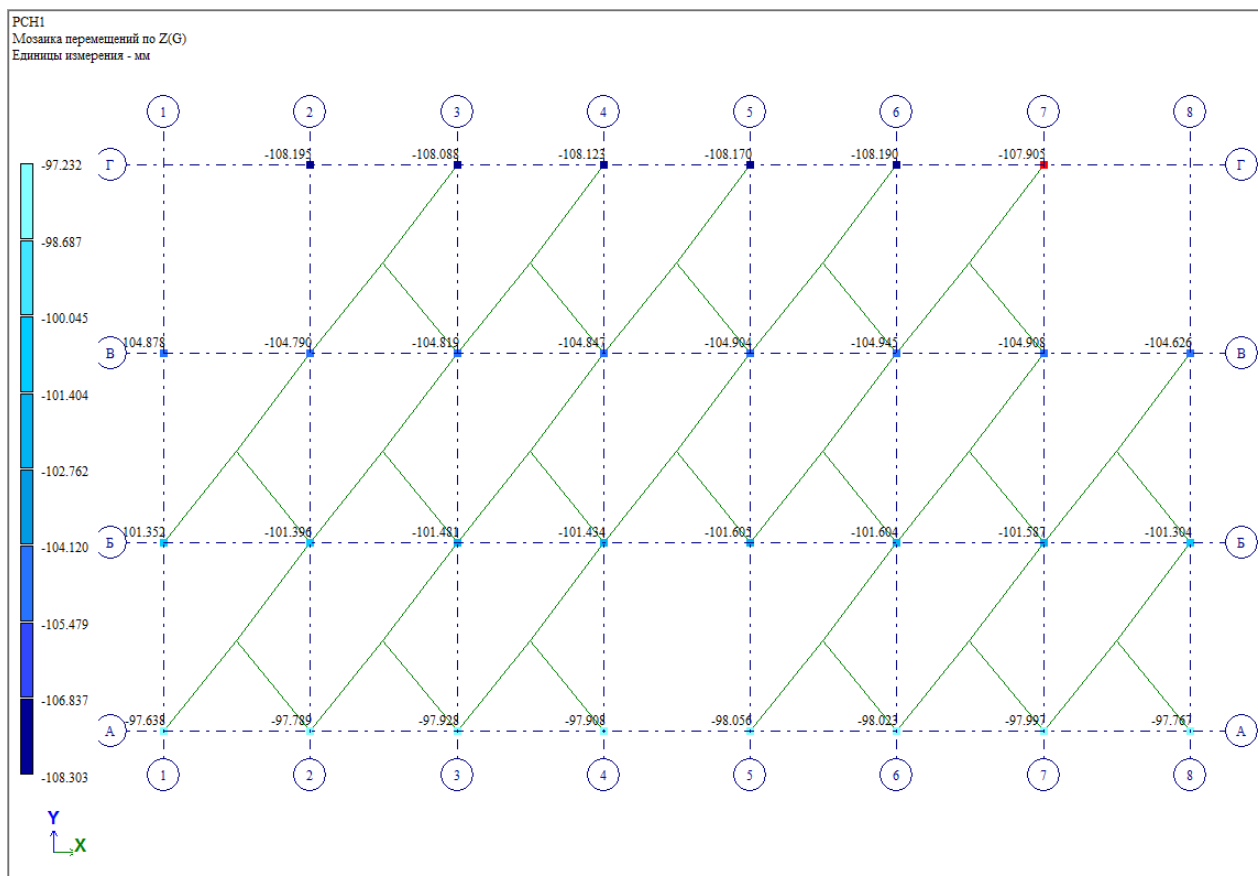 РСН1
Мозаика перемещений по Z(G)
Единицы измерения - мм
1 2 3 4 5 6 7 8
-108.195 -108.088 -108.123 -108.170 -108.190 -107.905
Г Г
-97.232
-98.687
-100.045
104.878 -104.790 -104.819 -104.847 -104.904 -104.945 -104.908 -104.626
В В
-101.404
-102.762
101.352 -101.396 -101.481 -101.434 -101.605 -101.604 -101.587 -101.304
Б Б
-104.120
-105.479
-106.837
-97.638 -97.789 -97.928 -97.908 -98.056 -98.023 -97.997 -97.767
А А
-108.303
1 2 3 4 5 6 7 8
Y
X